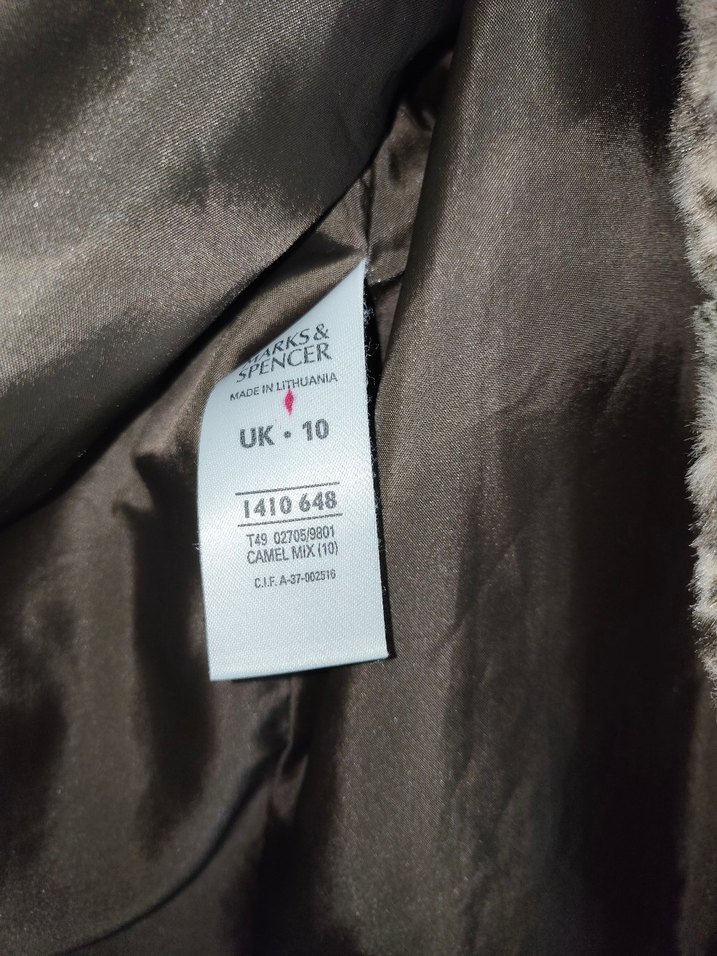 MARKS &
SPENCER
MADE IN LITHUANIA
UK • 10
1410 648
T49 02705/9801
CAMEL MIX (10)
C.I.F. A-37-002516